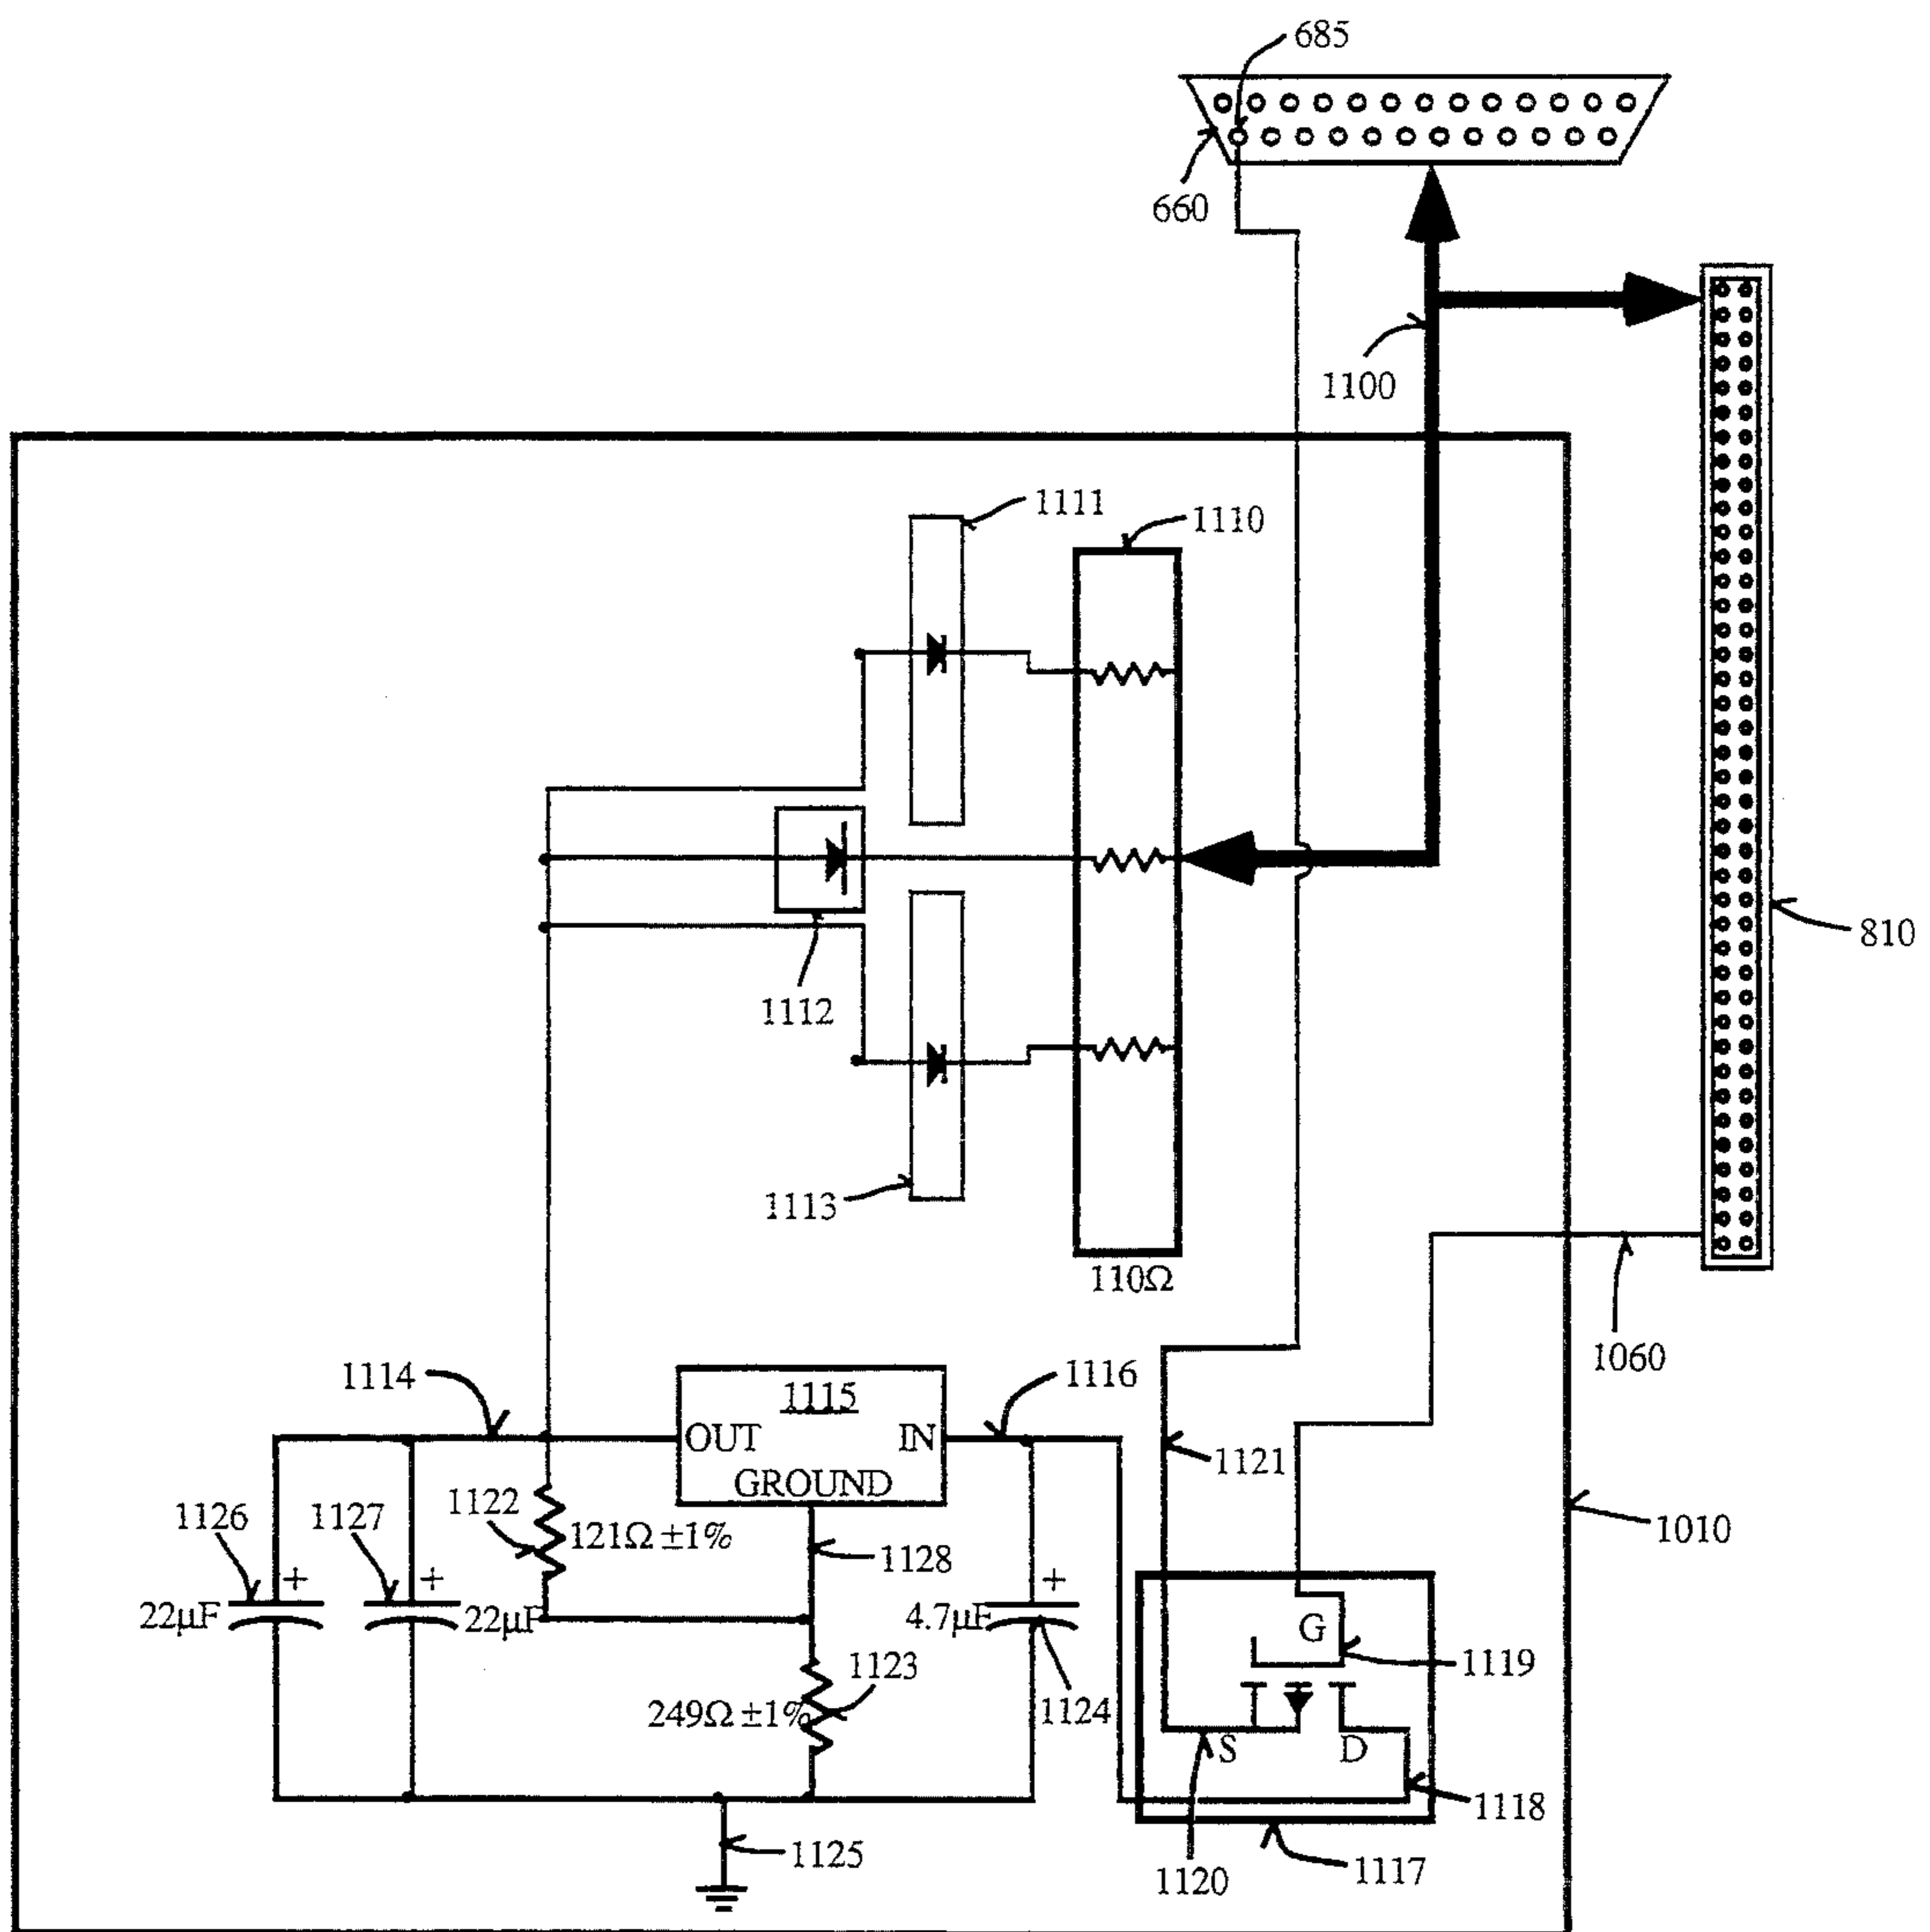 685
660
1100
1111
1110
810
1112
1113
110Ω
1060
1114
1115
1116
OUT
IN
GROUND
1121
1122
1126
1127
121Ω ±1%
1128
1010
+
+
+
22µF
22µF
4.7µF
G
1119
1123
249Ω ±1%
1124
S
D
1118
1125
1120
1117